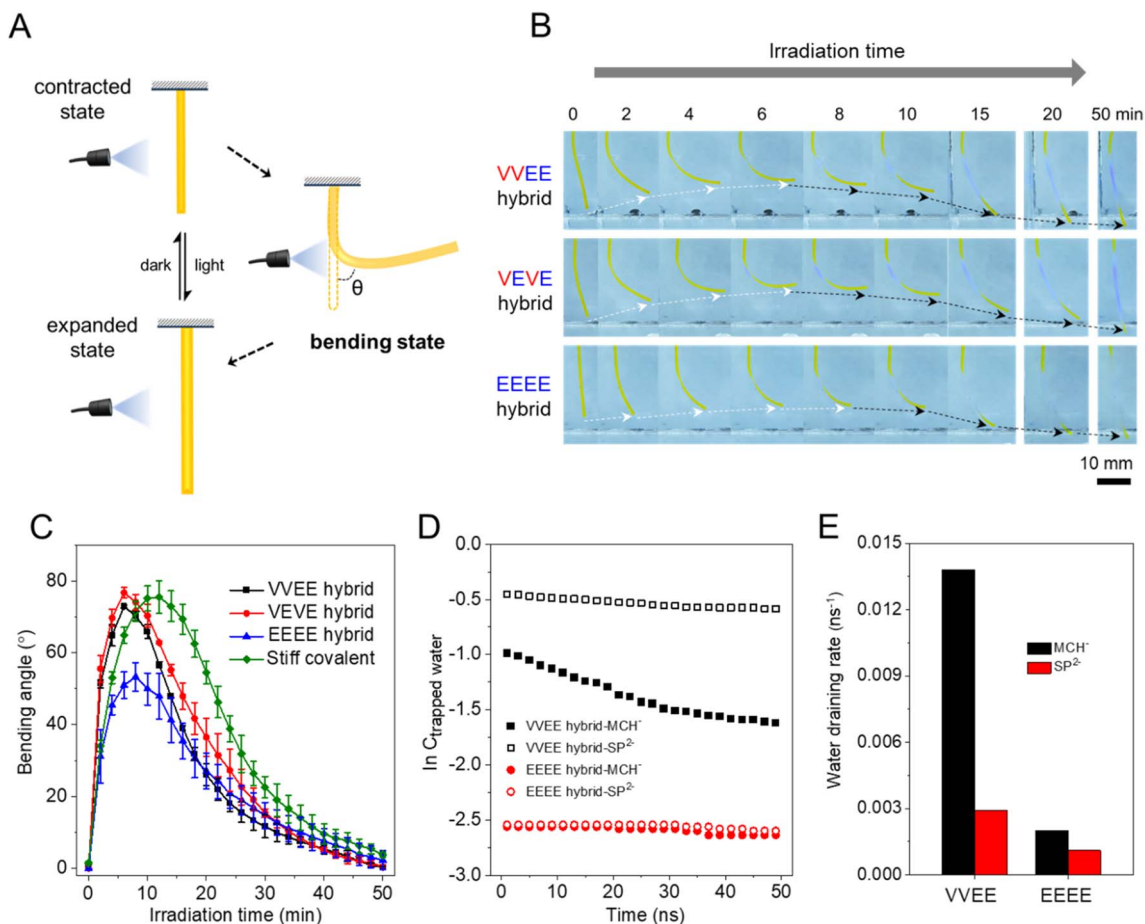 A
contracted
state
dark
light
expanded
state
θ
bending state
B
Irradiation time
0 2 4 6 8 10 15 20 50 min
VVEE
hybrid
VEVE
hybrid
EEEE
hybrid
10 mm
C
Bending angle (°)
80
60
40
20
0
VVEE hybrid
VEVE hybrid
EEEE hybrid
Stiff covalent
0 10 20 30 40 50
Irradiation time (min)
D
ln C trapped water
0.0
-0.5
-1.0
-1.5
-2.0
-2.5
-3.0
VVEE hybrid-MCH⁻
VVEE hybrid-SP²⁻
EEEE hybrid-MCH⁻
EEEE hybrid-SP²⁻
0 10 20 30 40 50
Time (ns)
E
Water draining rate (ns⁻¹)
0.015
0.012
0.009
0.006
0.003
0.000
MCH⁻
SP²⁻
VVEE EEEE